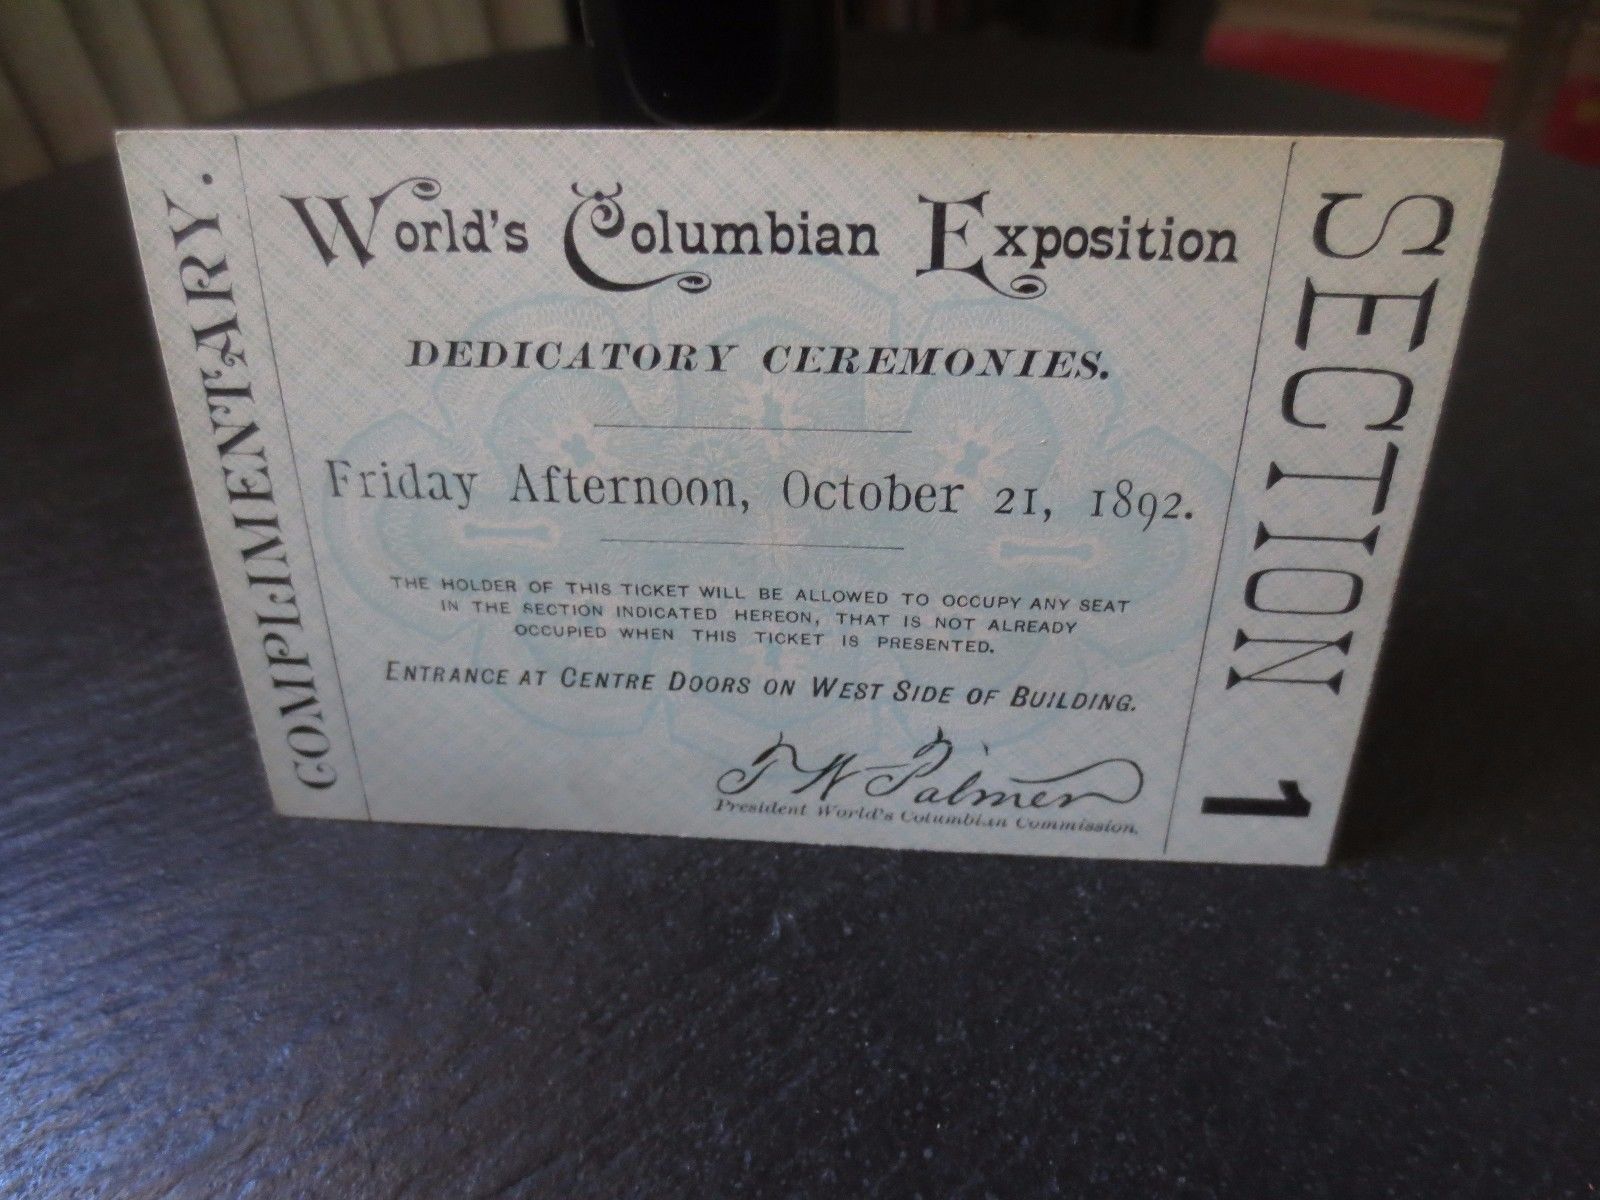 COMPLIMENTARY.
World's Columbian Exposition
DEDICATORY CEREMONIES.
Friday Afternoon, October 21, 1892.
THE HOLDER OF THIS TICKET WILL BE ALLOWED TO OCCUPY ANY SEAT
IN THE SECTION INDICATED HEREON, THAT IS NOT ALREADY
OCCUPIED WHEN THIS TICKET IS PRESENTED.
ENTRANCE AT CENTRE DOORS ON WEST SIDE OF BUILDING.
T W Palmer
President World's Columbian Commission.
SECTION 1